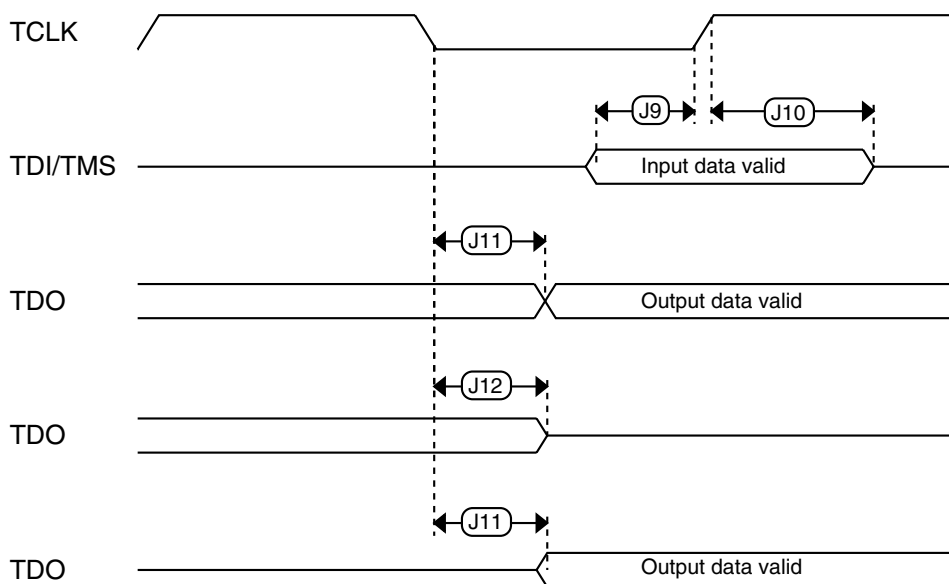 TCLK
J9
J10
TDI/TMS
Input data valid
J11
TDO
Output data valid
J12
TDO
J11
TDO
Output data valid